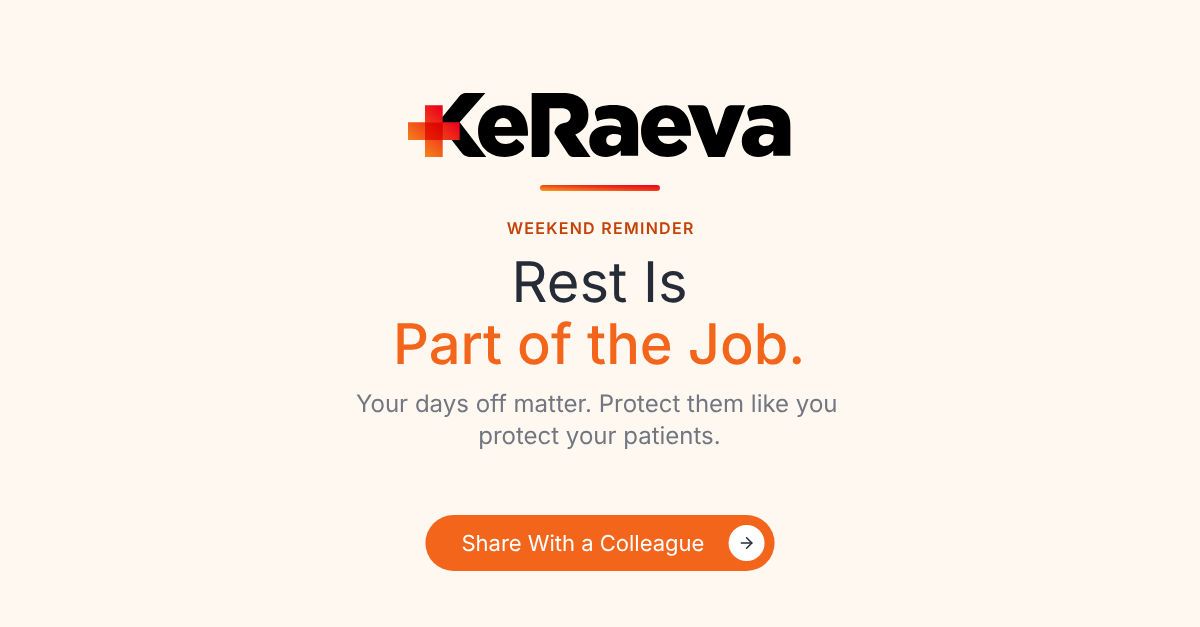 KeRaeva
WEEKEND REMINDER
Rest Is
Part of the Job.
Your days off matter. Protect them like you
protect your patients.
Share With a Colleague